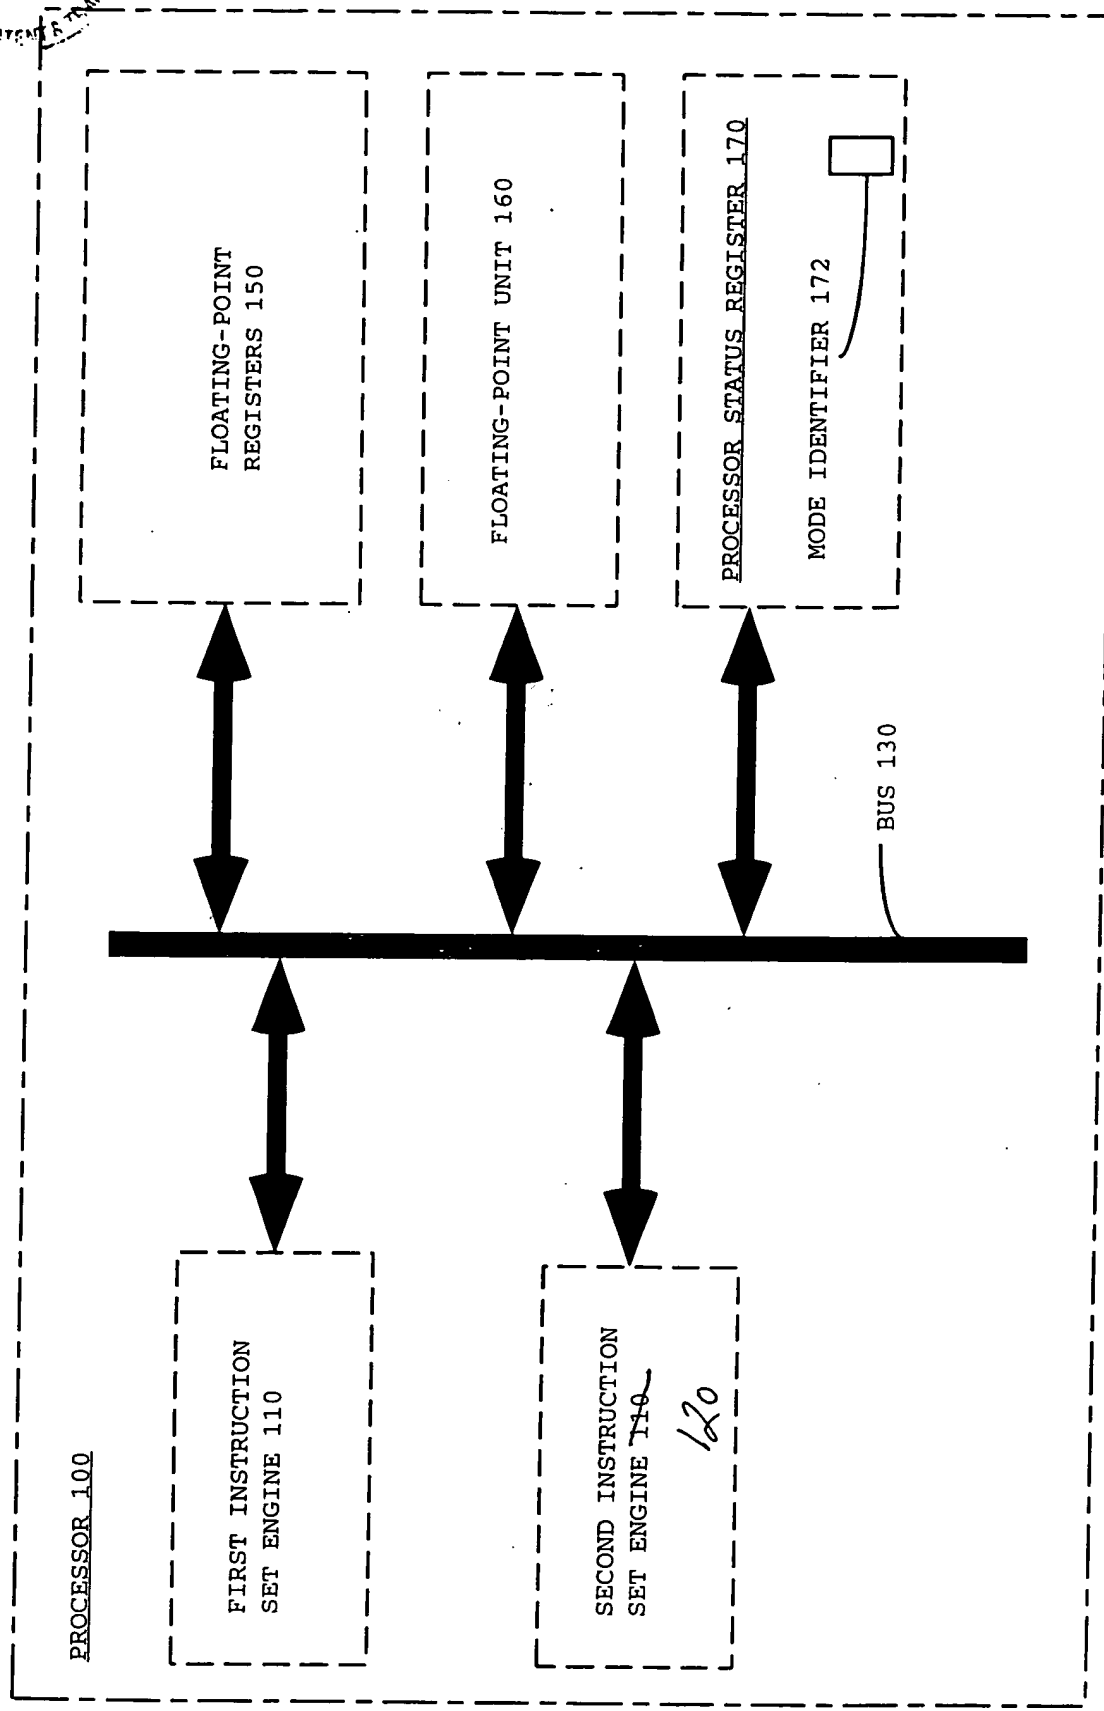 PROCESSOR 100
FIRST INSTRUCTION
SET ENGINE 110
SECOND INSTRUCTION
SET ENGINE 110
120
BUS 130
FLOATING-POINT
REGISTERS 150
FLOATING-POINT UNIT 160
PROCESSOR STATUS REGISTER 170
MODE IDENTIFIER 172